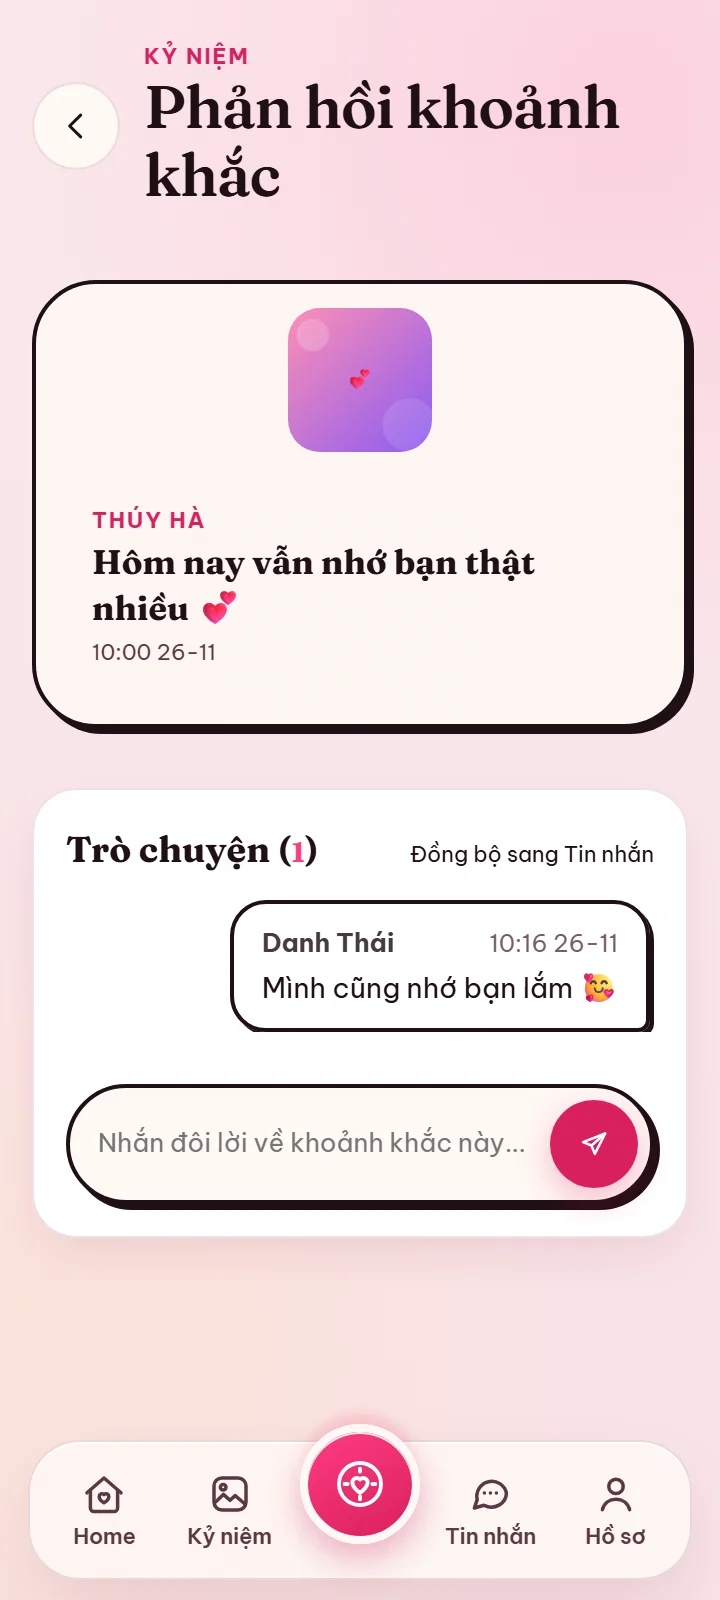 KỶ NIỆM
Phản hồi khoảnh
khắc
THÚY HÀ
Hôm nay vẫn nhớ bạn thật
nhiều 💕
10:00 26-11
Trò chuyện (1)
Đồng bộ sang Tin nhắn
Danh Thái 10:16 26-11
Mình cũng nhớ bạn lắm 🥰
Nhắn đôi lời về khoảnh khắc này...
Home
Kỷ niệm
Tin nhắn
Hồ sơ